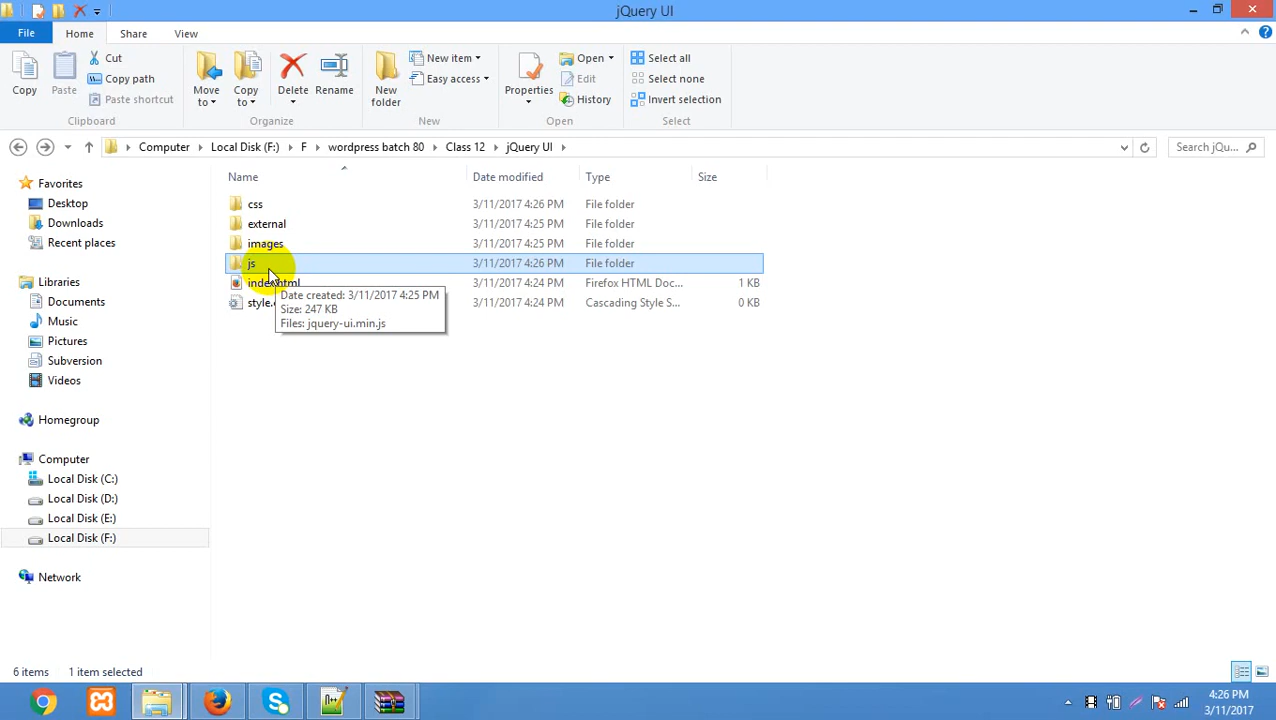 jQuery UI
File Home Share View
Copy
Paste
Cut
Copy path
Paste shortcut
Move to
Copy to
Delete
Rename
New folder
New item
Easy access
Properties
Open
Edit
History
Select all
Select none
Invert selection
Clipboard Organize New Open Select
Computer Local Disk (F:) F wordpress batch 80 Class 12 jQuery UI
Search jQu...
Name Date modified Type Size
css 3/11/2017 4:26 PM File folder
external 3/11/2017 4:25 PM File folder
images 3/11/2017 4:25 PM File folder
js 3/11/2017 4:26 PM File folder
index.html 3/11/2017 4:24 PM Firefox HTML Doc... 1 KB
style. 3/11/2017 4:24 PM Cascading Style S... 0 KB
Date created: 3/11/2017 4:25 PM
Size: 247 KB
Files: jquery-ui.min.js
Favorites
Desktop
Downloads
Recent places
Libraries
Documents
Music
Pictures
Subversion
Videos
Homegroup
Computer
Local Disk (C:)
Local Disk (D:)
Local Disk (E:)
Local Disk (F:)
Network
6 items 1 item selected
4:26 PM
3/11/2017